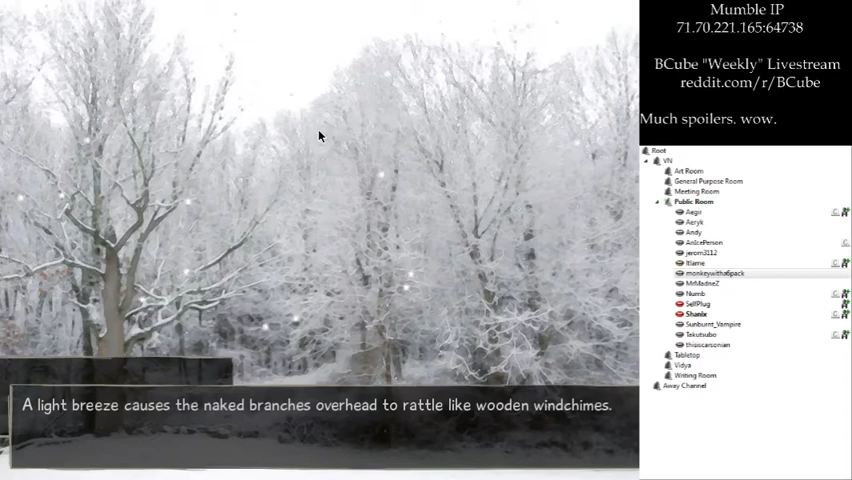 Mumble IP
71.70.221.165:64738
BCube "Weekly" Livestream
reddit.com/r/BCube
Much spoilers. wow.
Root
VN
Art Room
General Purpose Room
Meeting Room
Public Room
Aegir
Aeryk
Andy
AnIcePerson
jerom3112
Itlame
monkeywitha6pack
MrMadneZ
Numb
SelfPlug
Shanix
Sunburnt_Vampire
Takutsubo
thisiscarsonian
Tabletop
Vidya
Writing Room
Away Channel
A light breeze causes the naked branches overhead to rattle like wooden windchimes.